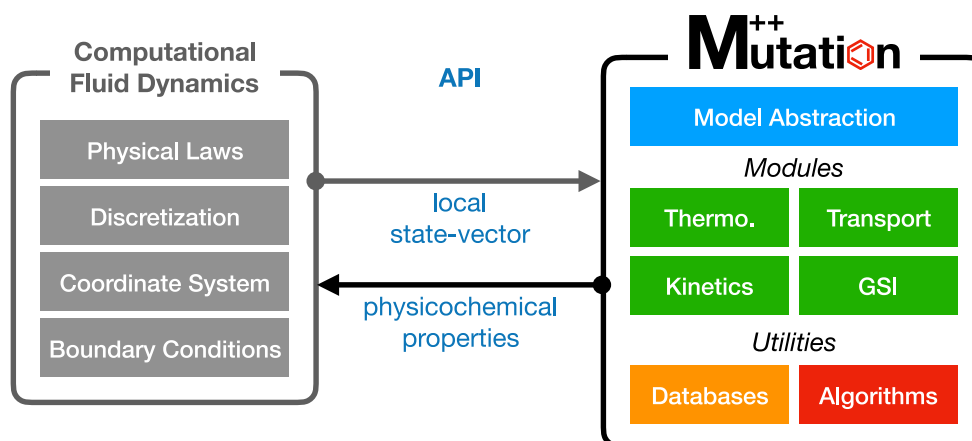 Computational
Fluid Dynamics
Physical Laws
Discretization
Coordinate System
Boundary Conditions
API
local
state-vector
physicochemical
properties
Mutation++
Model Abstraction
Modules
Thermo.
Transport
Kinetics
GSI
Utilities
Databases
Algorithms